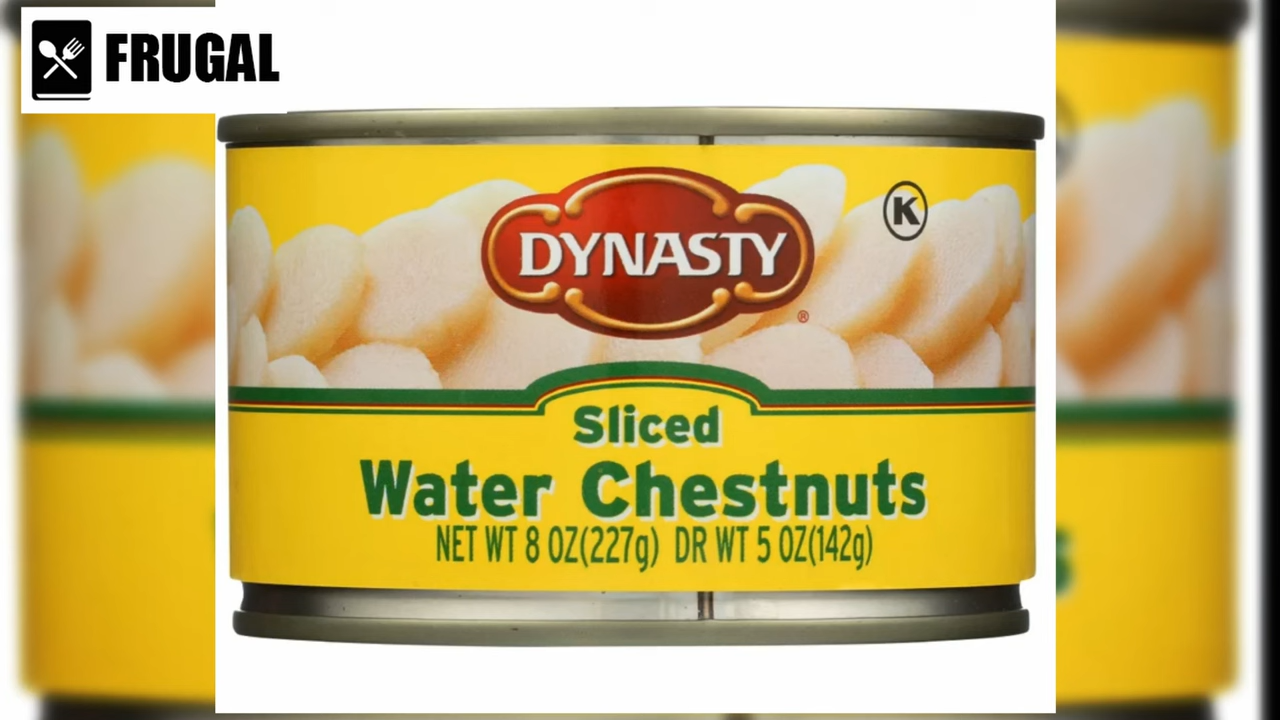 FRUGAL
DYNASTY
®
K
Sliced
Water Chestnuts
NET WT 8 OZ(227g) DR WT 5 OZ(142g)